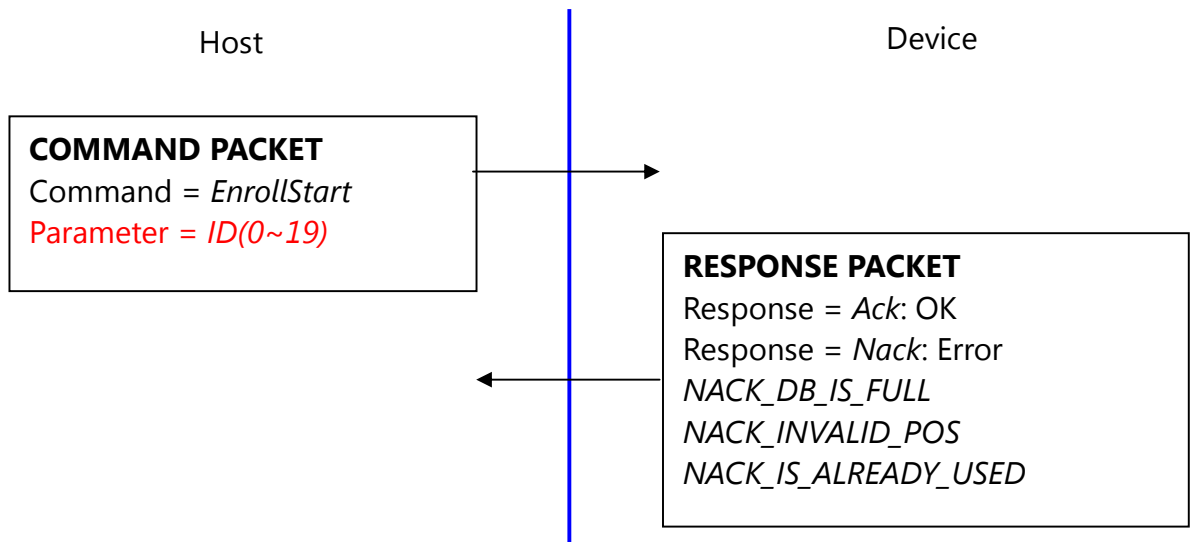 Host
Device
COMMAND PACKET
Command = EnrollStart
Parameter = ID(0~19)
RESPONSE PACKET
Response = Ack: OK
Response = Nack: Error
NACK_DB_IS_FULL
NACK_INVALID_POS
NACK_IS_ALREADY_USED